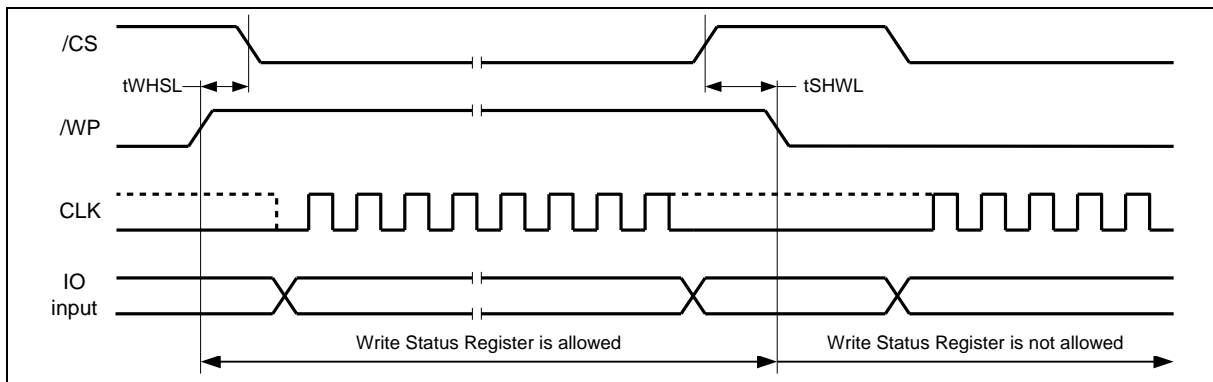 /CS
tWHSL
tSHWL
/WP
CLK
IO
input
Write Status Register is allowed
Write Status Register is not allowed